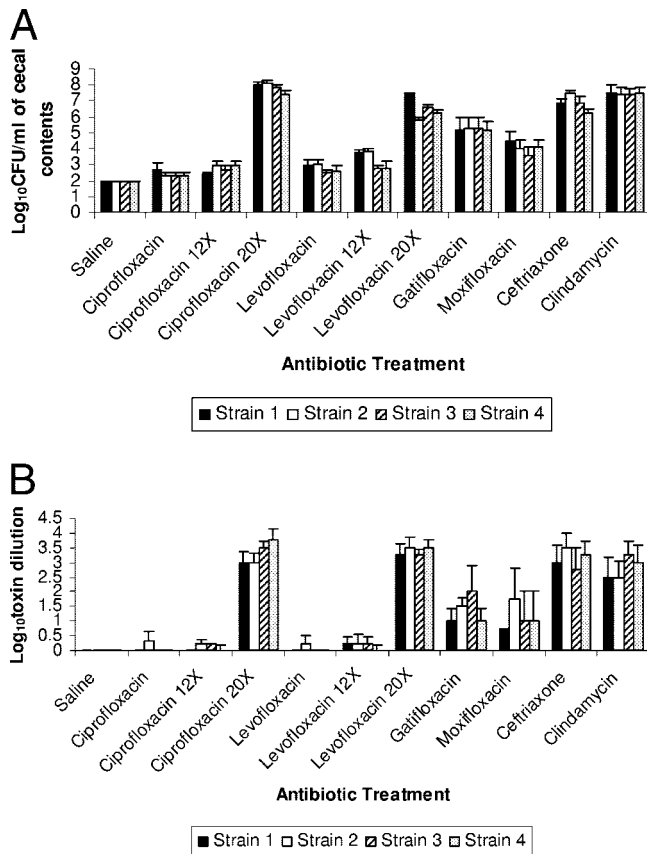 A
Log10CFU/ml of cecal
contents
9
8
7
6
5
4
3
2
1
0
Saline
Ciprofloxacin
Ciprofloxacin 12X
Ciprofloxacin 20X
Levofloxacin
Levofloxacin 12X
Levofloxacin 20X
Gatifloxacin
Moxifloxacin
Ceftriaxone
Clindamycin
Antibiotic Treatment
Strain 1 Strain 2 Strain 3 Strain 4
B
Log10toxin dilution
4.5
4
3.5
3
2.5
2
1.5
1
0.5
0
Saline
Ciprofloxacin
Ciprofloxacin 12X
Ciprofloxacin 20X
Levofloxacin
Levofloxacin 12X
Levofloxacin 20X
Gatifloxacin
Moxifloxacin
Ceftriaxone
Clindamycin
Antibiotic Treatment
Strain 1 Strain 2 Strain 3 Strain 4